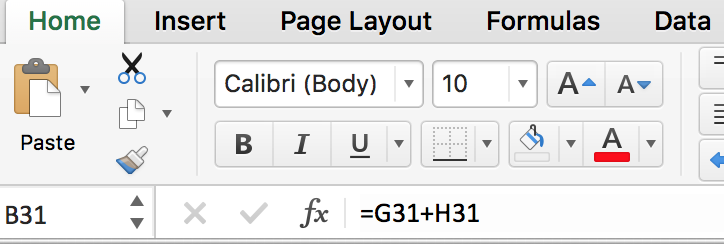 Home Insert Page Layout Formulas Data
Calibri (Body) 10 A A
Paste
B I U A
B31 fx =G31+H31